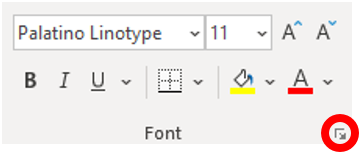 Palatino Linotype 11 A A
B I U A
Font